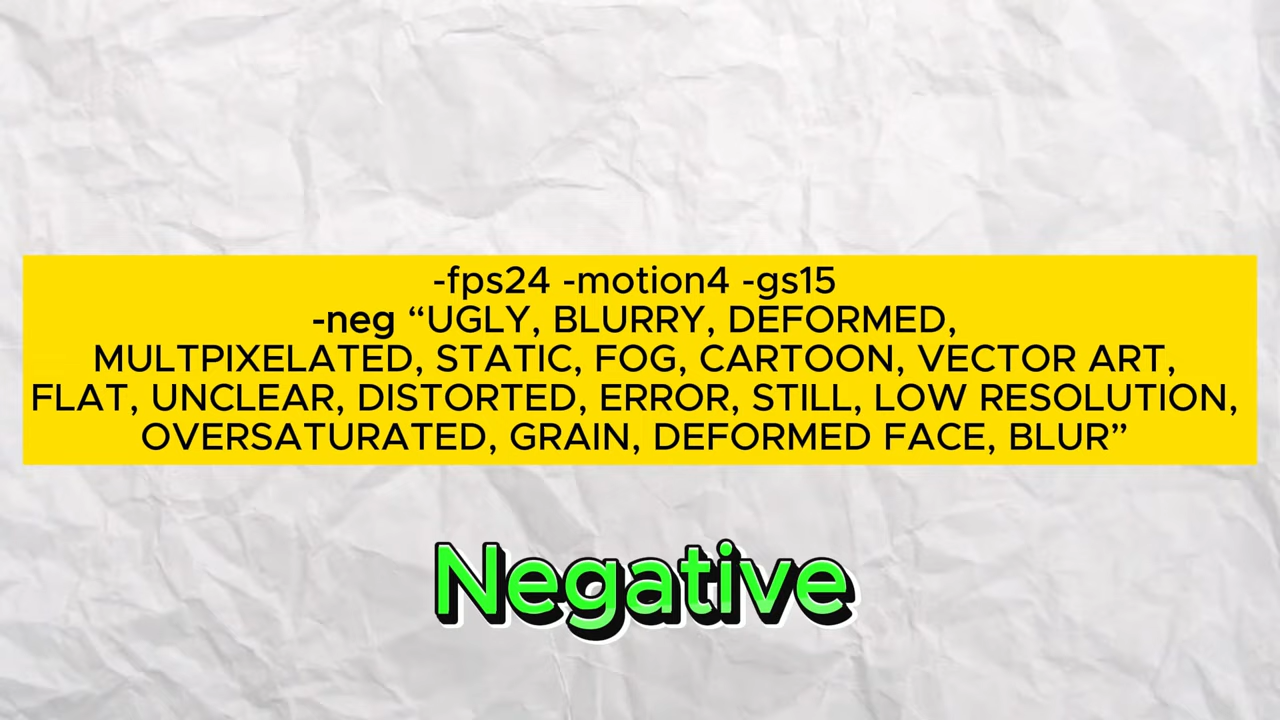 -fps24 -motion4 -gs15
-neg “UGLY, BLURRY, DEFORMED,
MULTPIXELATED, STATIC, FOG, CARTOON, VECTOR ART,
FLAT, UNCLEAR, DISTORTED, ERROR, STILL, LOW RESOLUTION,
OVERSATURATED, GRAIN, DEFORMED FACE, BLUR”
Negative